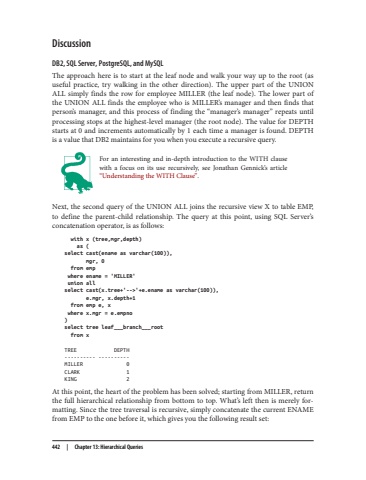 Discussion
DB2, SQL Server, PostgreSQL, and MySQL
The approach here is to start at the leaf node and walk your way up to the root (as
useful practice, try walking in the other direction). The upper part of the UNION
ALL simply finds the row for employee MILLER (the leaf node). The lower part of
the UNION ALL finds the employee who is MILLER’s manager and then finds that
person’s manager, and this process of finding the “manager’s manager” repeats until
processing stops at the highest-level manager (the root node). The value for DEPTH
starts at 0 and increments automatically by 1 each time a manager is found. DEPTH
is a value that DB2 maintains for you when you execute a recursive query.
For an interesting and in-depth introduction to the WITH clause
with a focus on its use recursively, see Jonathan Gennick’s article
“Understanding the WITH Clause”.
Next, the second query of the UNION ALL joins the recursive view X to table EMP,
to define the parent-child relationship. The query at this point, using SQL Server’s
concatenation operator, is as follows:
with x (tree,mgr,depth)
as (
select cast(ename as varchar(100)),
mgr, 0
from emp
where ename = 'MILLER'
union all
select cast(x.tree+'-->'+e.ename as varchar(100)),
e.mgr, x.depth+1
from emp e, x
where x.mgr = e.empno
)
select tree leaf___branch___root
from x
TREE DEPTH
---------- ----------
MILLER 0
CLARK 1
KING 2
At this point, the heart of the problem has been solved; starting from MILLER, return
the full hierarchical relationship from bottom to top. What’s left then is merely for-
matting. Since the tree traversal is recursive, simply concatenate the current ENAME
from EMP to the one before it, which gives you the following result set:
442 | Chapter 13: Hierarchical Queries